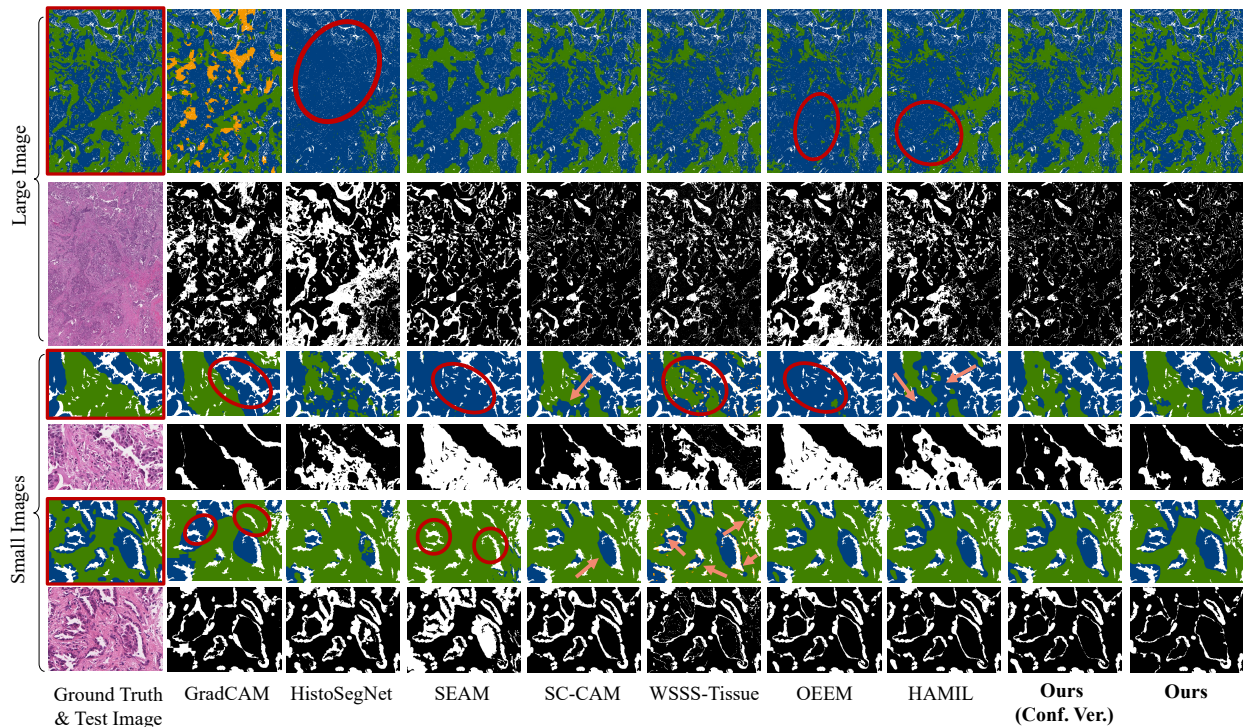 Large Image
Small Images
Ground Truth
& Test Image
GradCAM
HistoSegNet
SEAM
SC-CAM
WSSS-Tissue
OEEM
HAMIL
Ours
(Conf. Ver.)
Ours